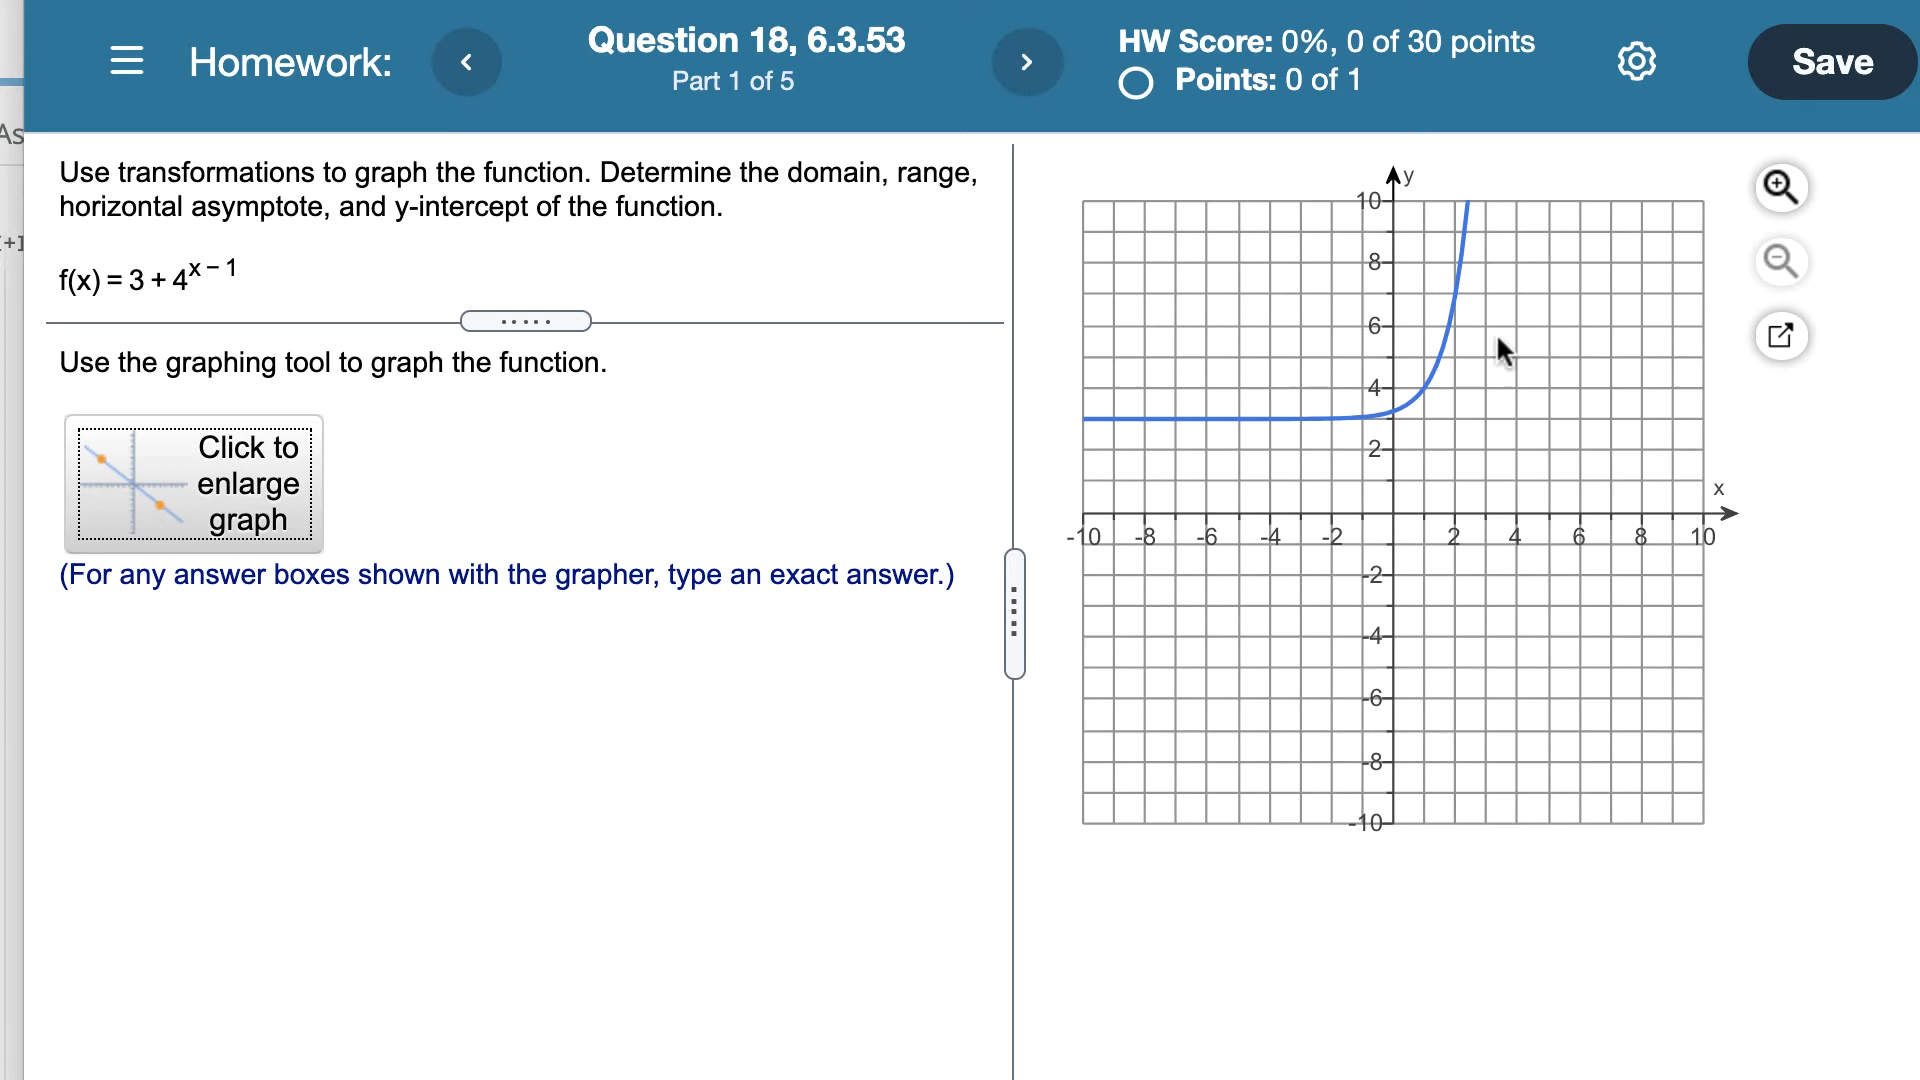 Homework:
Question 18, 6.3.53
Part 1 of 5
HW Score: 0%, 0 of 30 points
Points: 0 of 1
Save
As
[+]
Use transformations to graph the function. Determine the domain, range,
horizontal asymptote, and y-intercept of the function.
f(x) = 3 + 4^x − 1
Use the graphing tool to graph the function.
Click to
enlarge
graph
(For any answer boxes shown with the grapher, type an exact answer.)
y
10
8
6
4
2
x
-10 -8 -6 -4 -2 2 4 6 8 10
-2
-4
-6
-8
-10